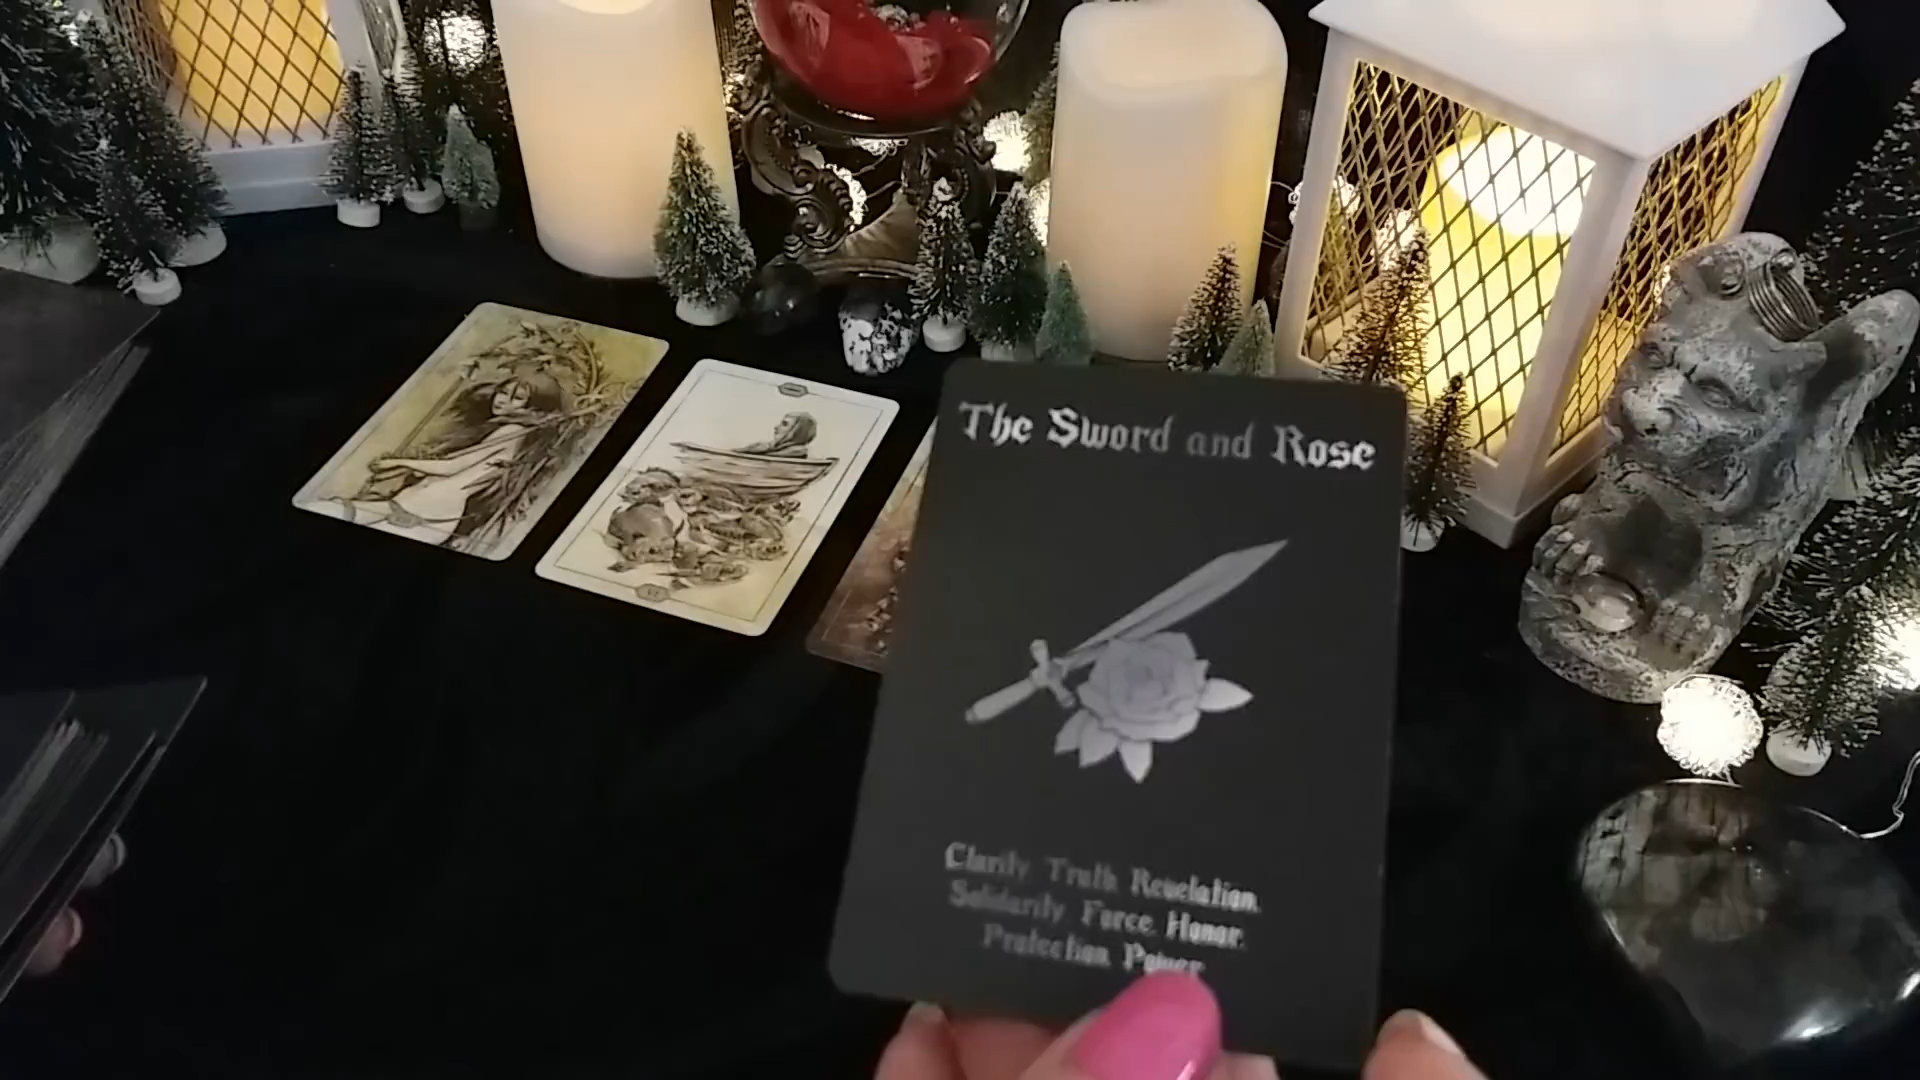 The Sword and Rose
Clarity Truth Revelation
Solidarity Force Honor
Protection Power